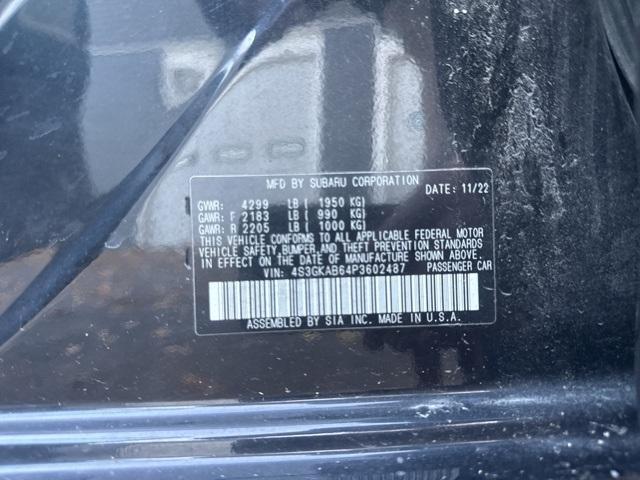 MFD BY SUBARU CORPORATION DATE: 11/22
GVWR: 4299 LB ( 1950 KG)
GAWR: F 2183 LB ( 990 KG)
GAWR: R 2205 LB ( 1000 KG)
THIS VEHICLE CONFORMS TO ALL APPLICABLE FEDERAL MOTOR
VEHICLE SAFETY, BUMPER, AND THEFT PREVENTION STANDARDS
IN EFFECT ON THE DATE OF MANUFACTURE SHOWN ABOVE.
VIN: 4S3GKAB64P3602487 PASSENGER CAR
ASSEMBLED BY SIA INC. MADE IN U.S.A.